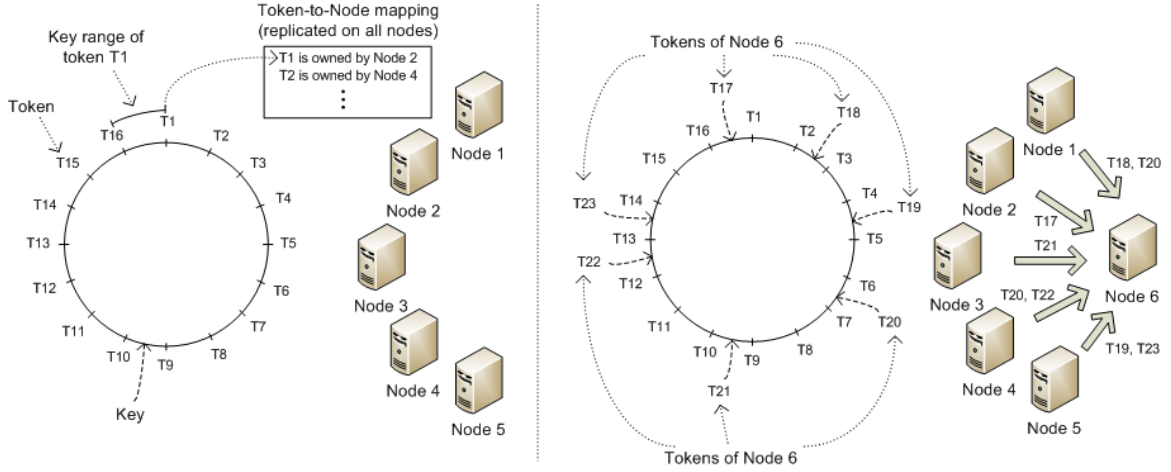 Token-to-Node mapping
(replicated on all nodes)
Key range of
token T1
T1 is owned by Node 2
T2 is owned by Node 4
Token
T1
T2
T3
T4
T5
T6
T7
T8
T9
T10
T11
T12
T13
T14
T15
T16
Key
Node 1
Node 2
Node 3
Node 4
Node 5
Tokens of Node 6
T17
T18
T19
T20
T21
T22
T23
T1
T2
T3
T4
T5
T6
T7
T8
T9
T10
T11
T12
T13
T14
T15
T16
Tokens of Node 6
Node 1
Node 2
Node 3
Node 4
Node 5
Node 6
T18, T20
T17
T21
T20, T22
T19, T23